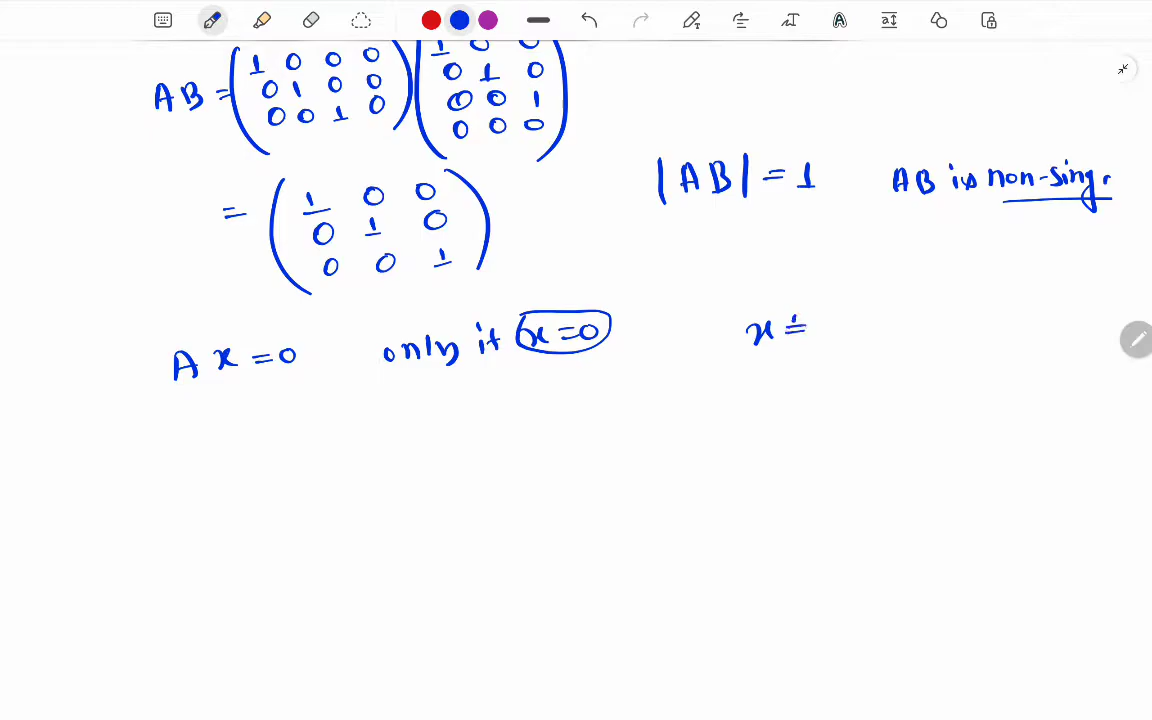 AB = (1 0 0 0 (1 0 0
0 1 0 0 0 1 0
0 0 1 0) 0 0 1
0 0 0)
= (1 0 0
0 1 0
0 0 1)
|AB| = 1 AB is non-sing.
A x = 0 only if x = 0 x